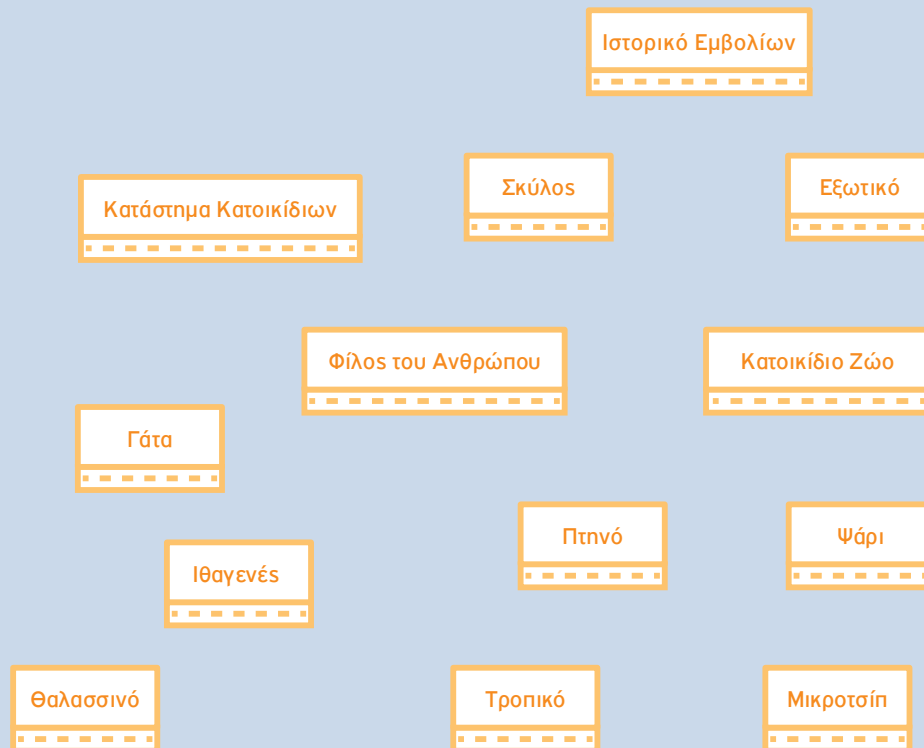 Ιστορικό Εμβολίων
Σκύλος
Εξωτικό
Κατάστημα Κατοικίδιων
Φίλος του Ανθρώπου
Κατοικίδιο Ζώο
Γάτα
Πτηνό
Ψάρι
Ιθαγενές
Θαλασσινό
Τροπικό
Μικροτσίπ